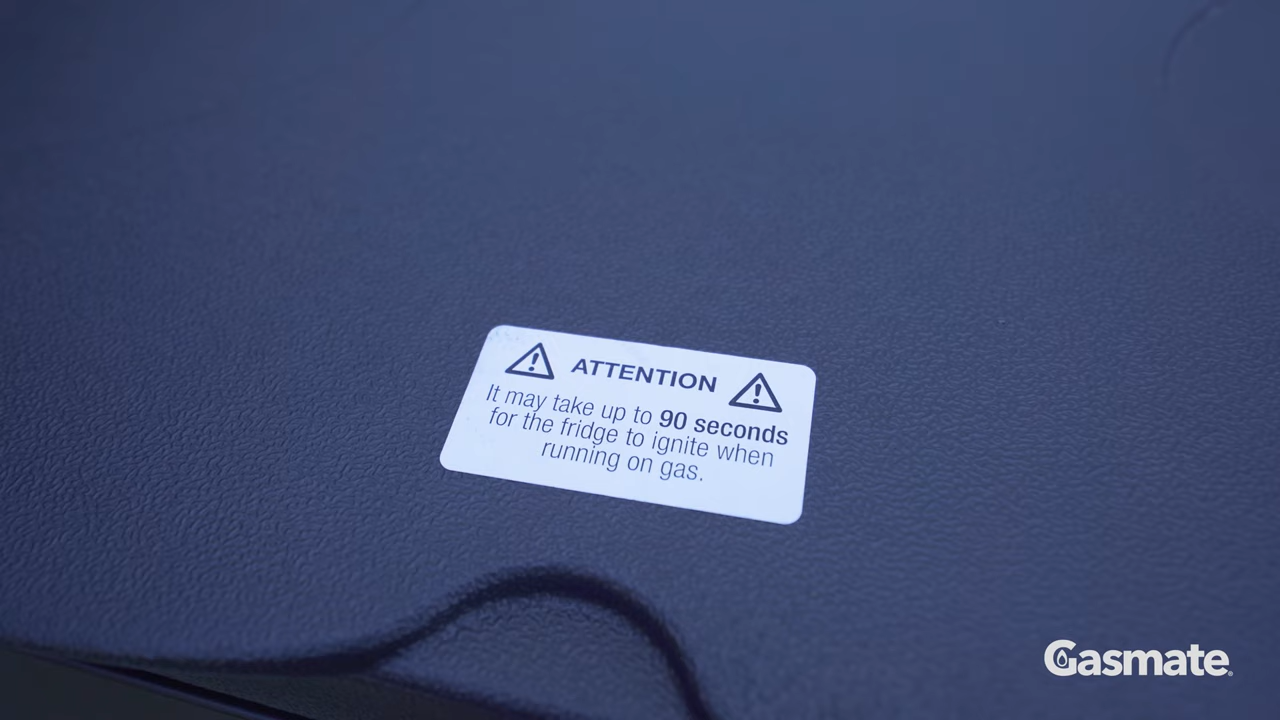 ATTENTION
It may take up to 90 seconds
for the fridge to ignite when
running on gas.
Gasmate